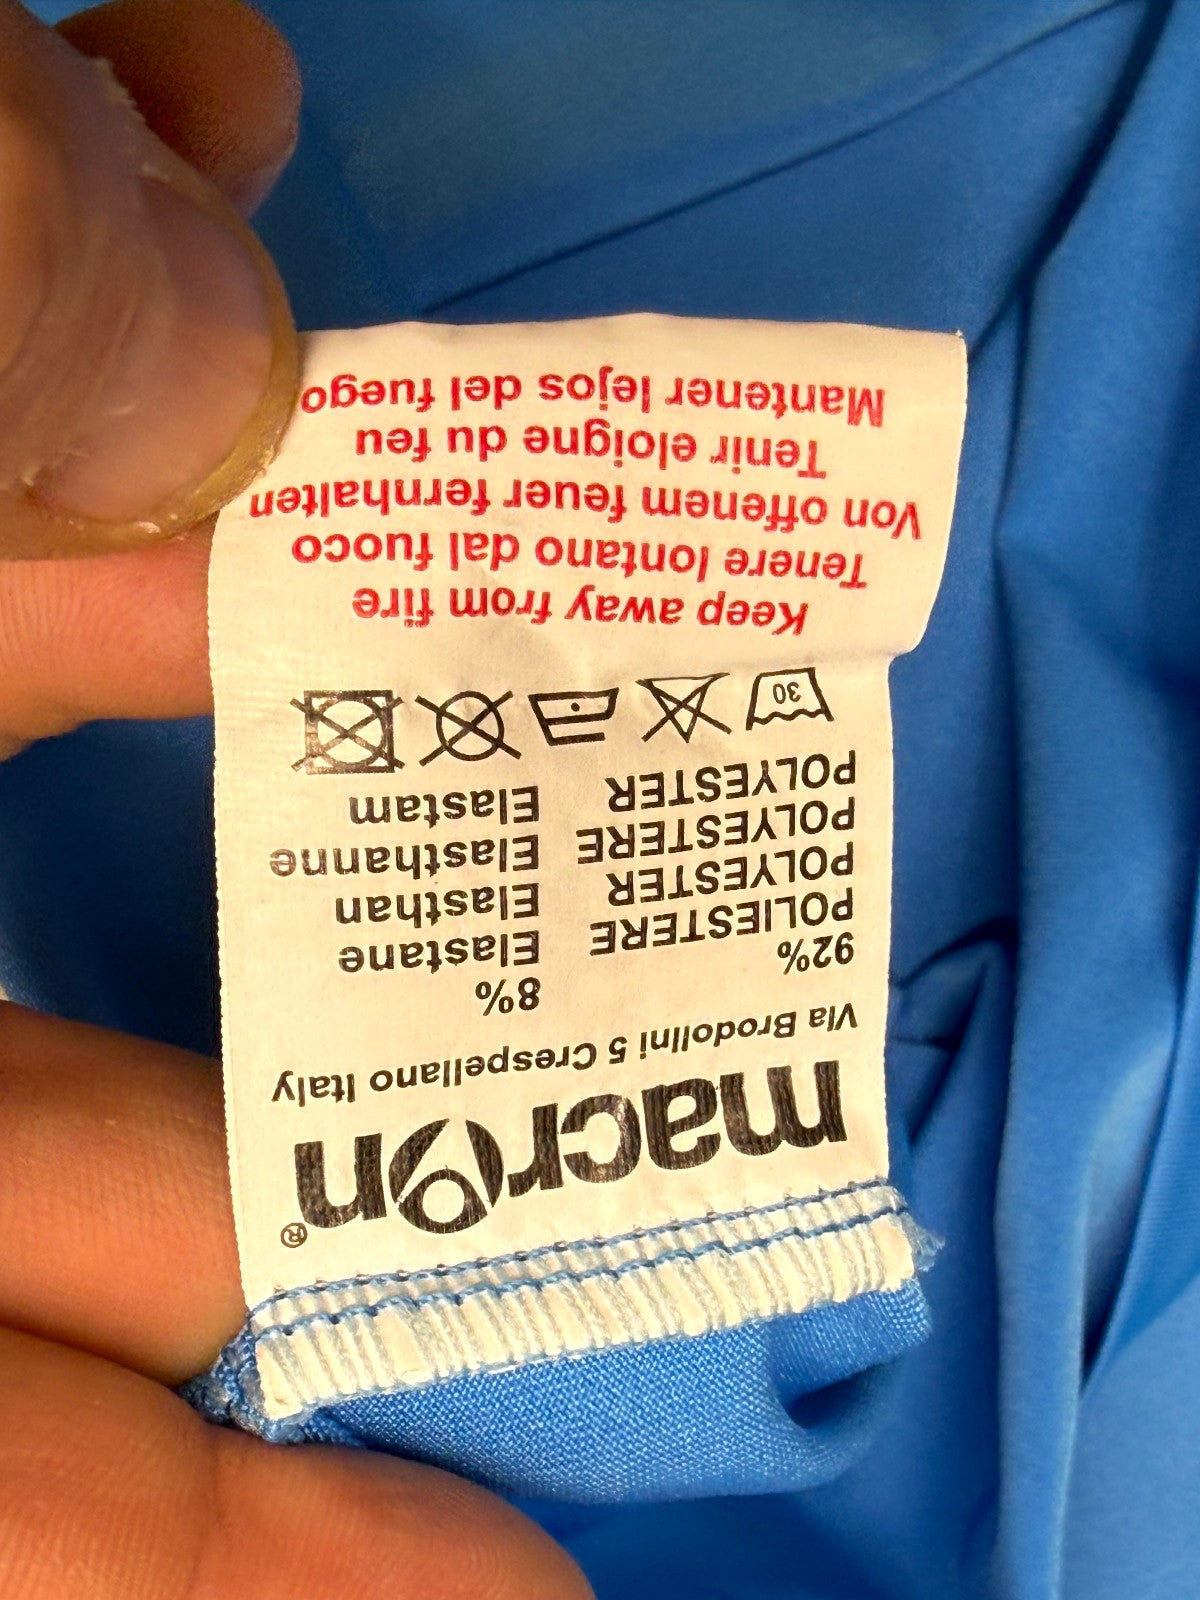 macron®
Via Brodolini 5 Crespellano Italy
92% 8%
POLIESTERE Elastane
POLYESTER Elasthan
POLYESTERE Elasthanne
POLYESTER Elastam
30
Keep away from fire
Tenere lontano dal fuoco
Von offenem feuer fernhalten
Tenir eloigne du feu
Mantener lejos del fuego